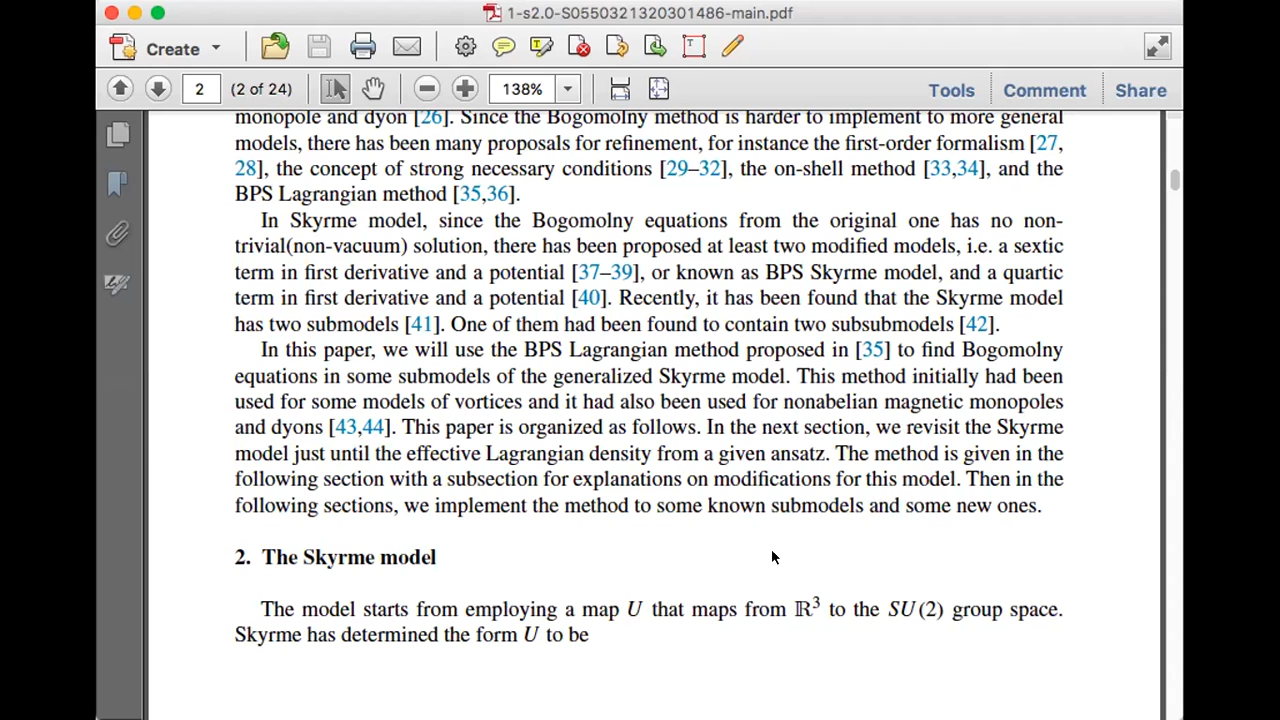 1-s2.0-S0550321320301486-main.pdf
Create
2 (2 of 24) 138% Tools Comment Share
monopole and dyon [26]. Since the Bogomolny method is harder to implement to more general
models, there has been many proposals for refinement, for instance the first-order formalism [27,
28], the concept of strong necessary conditions [29–32], the on-shell method [33,34], and the
BPS Lagrangian method [35,36].
In Skyrme model, since the Bogomolny equations from the original one has no non-
trivial(non-vacuum) solution, there has been proposed at least two modified models, i.e. a sextic
term in first derivative and a potential [37–39], or known as BPS Skyrme model, and a quartic
term in first derivative and a potential [40]. Recently, it has been found that the Skyrme model
has two submodels [41]. One of them had been found to contain two subsubmodels [42].
In this paper, we will use the BPS Lagrangian method proposed in [35] to find Bogomolny
equations in some submodels of the generalized Skyrme model. This method initially had been
used for some models of vortices and it had also been used for nonabelian magnetic monopoles
and dyons [43,44]. This paper is organized as follows. In the next section, we revisit the Skyrme
model just until the effective Lagrangian density from a given ansatz. The method is given in the
following section with a subsection for explanations on modifications for this model. Then in the
following sections, we implement the method to some known submodels and some new ones.
2. The Skyrme model
The model starts from employing a map U that maps from ℝ³ to the SU(2) group space.
Skyrme has determined the form U to be